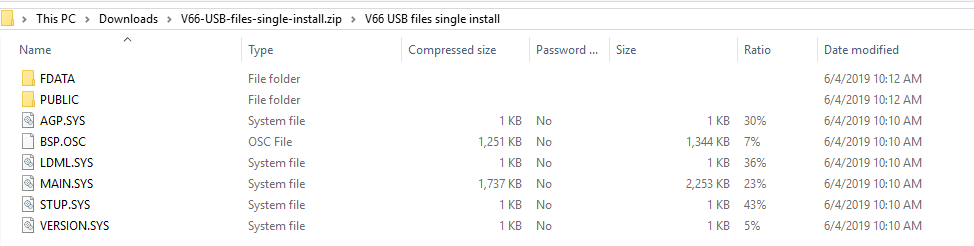 This PC > Downloads > V66-USB-files-single-install.zip > V66 USB files single install
Name Type Compressed size Password ... Size Ratio Date modified
FDATA File folder 6/4/2019 10:12 AM
PUBLIC File folder 6/4/2019 10:12 AM
AGP.SYS System file 1 KB No 1 KB 30% 6/4/2019 10:10 AM
BSP.OSC OSC File 1,251 KB No 1,344 KB 7% 6/4/2019 10:10 AM
LDML.SYS System file 1 KB No 1 KB 36% 6/4/2019 10:10 AM
MAIN.SYS System file 1,737 KB No 2,253 KB 23% 6/4/2019 10:10 AM
STUP.SYS System file 1 KB No 1 KB 43% 6/4/2019 10:10 AM
VERSION.SYS System file 1 KB No 1 KB 5% 6/4/2019 10:10 AM